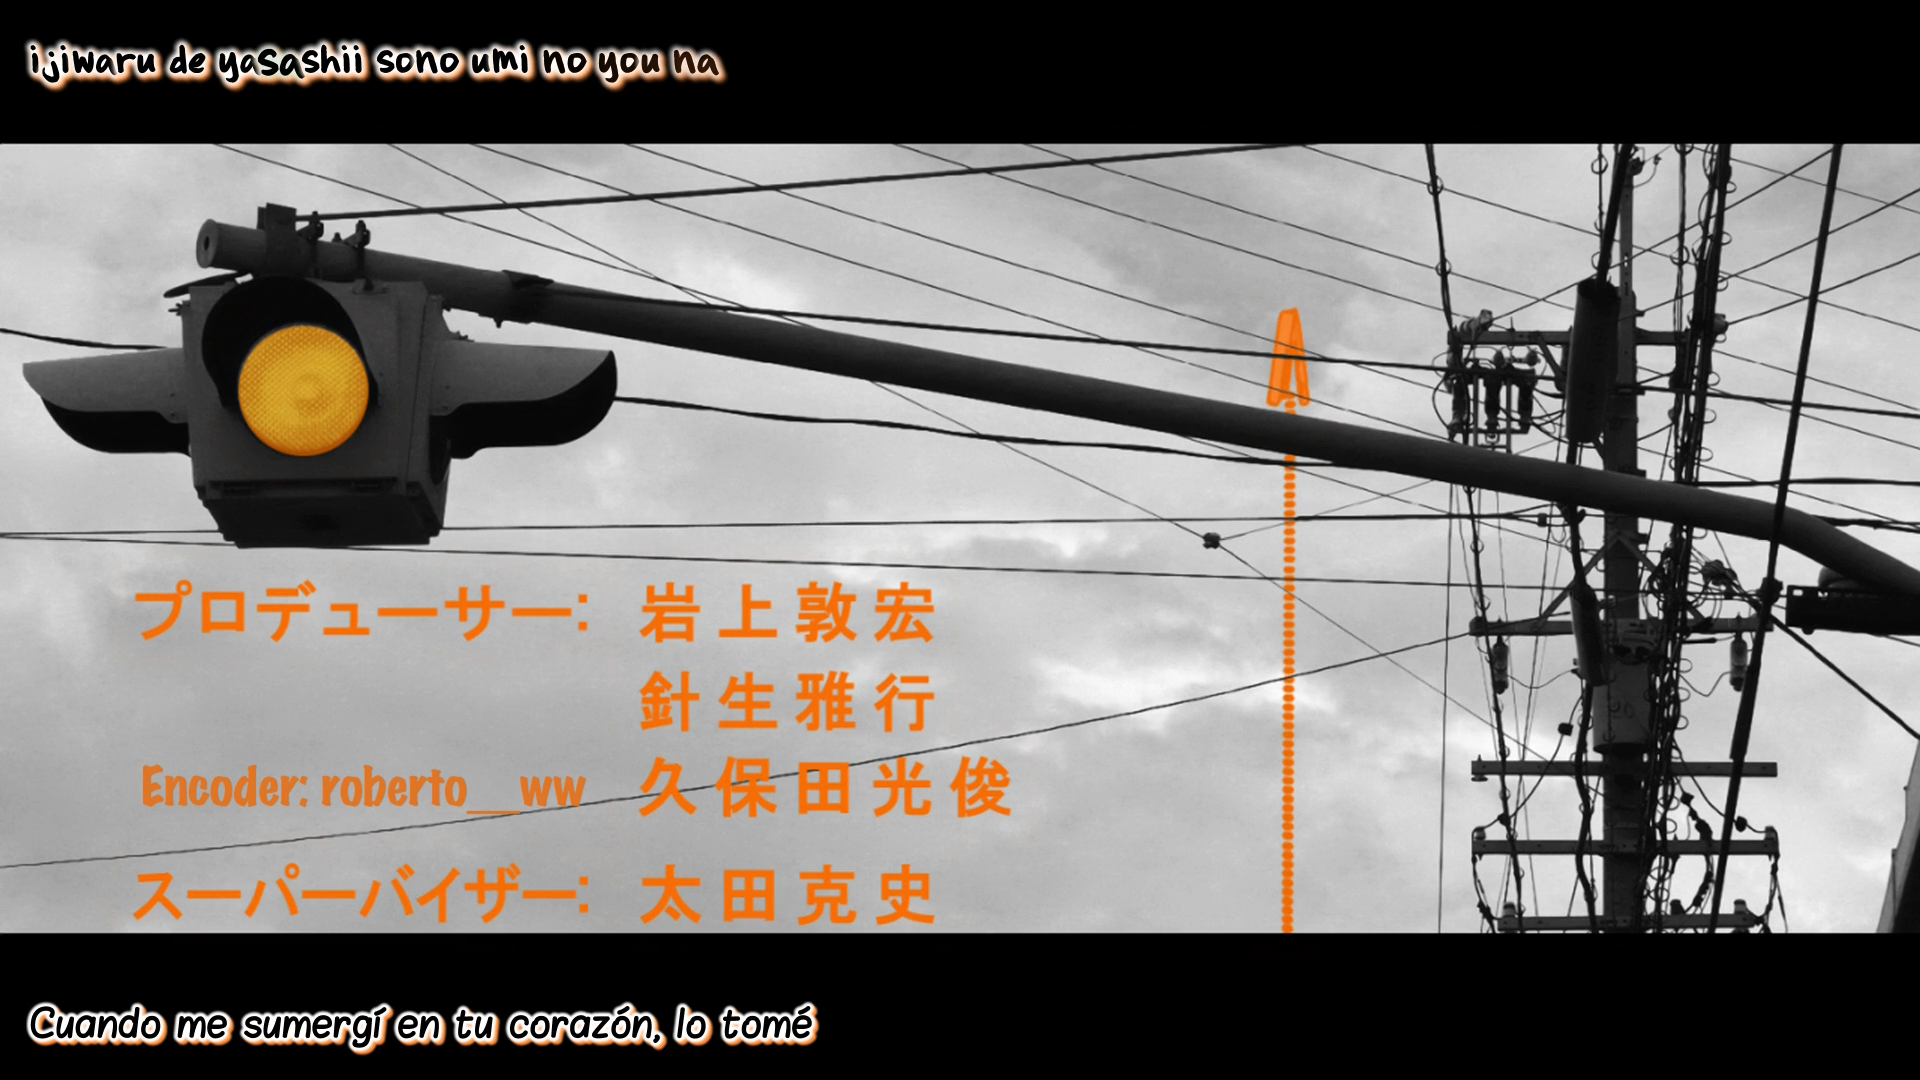 ijiwaru de yasashii sono umi no you na
プロデューサー: 岩上敦宏
針生雅行
Encoder: roberto__ww 久保田光俊
スーパーバイザー: 太田克史
Cuando me sumergí en tu corazón, lo tomé